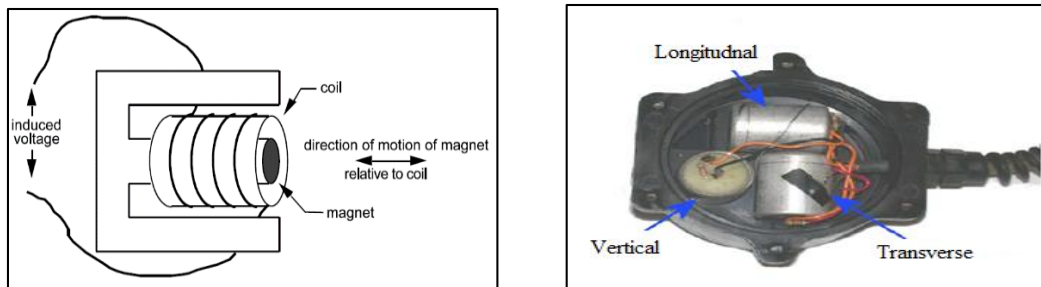 coil
induced
voltage
direction of motion of magnet
relative to coil
magnet
Longitudnal
Vertical
Transverse